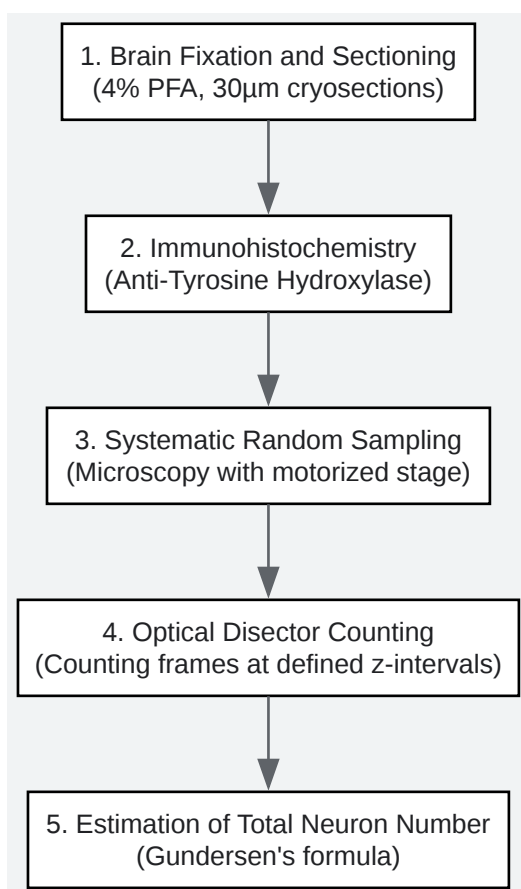 1. Brain Fixation and Sectioning
(4% PFA, 30µm cryosections)
2. Immunohistochemistry
(Anti-Tyrosine Hydroxylase)
3. Systematic Random Sampling
(Microscopy with motorized stage)
4. Optical Disector Counting
(Counting frames at defined z-intervals)
5. Estimation of Total Neuron Number
(Gundersen's formula)